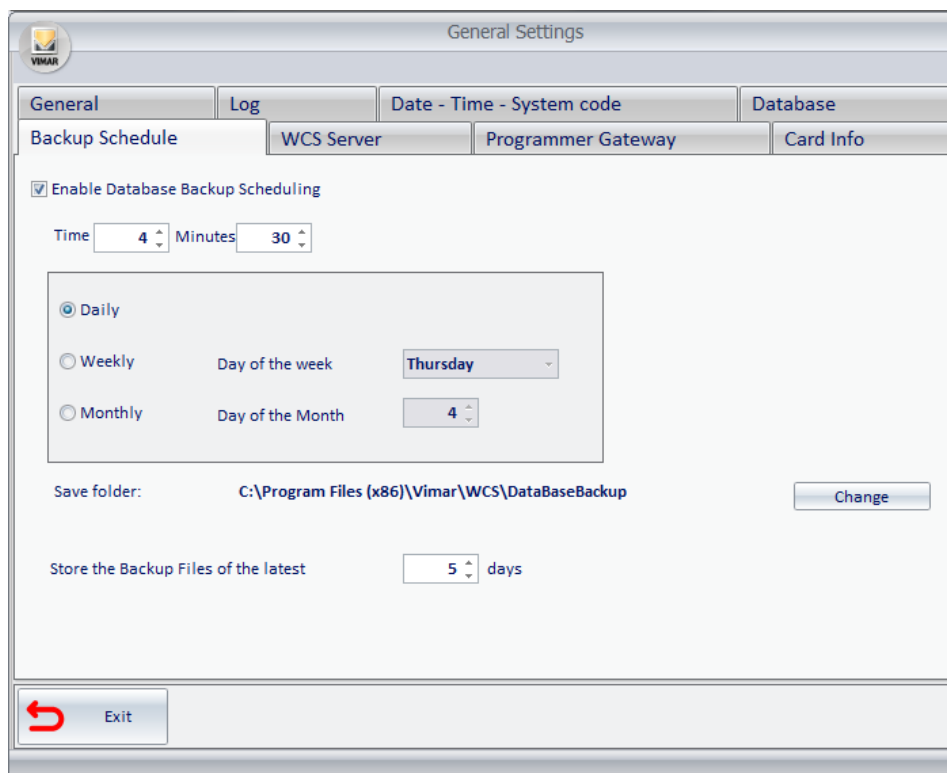 General Settings
VIMAR
General Log Date - Time - System code Database
Backup Schedule WCS Server Programmer Gateway Card Info
Enable Database Backup Scheduling
Time 4 Minutes 30
Daily
Weekly Day of the week Thursday
Monthly Day of the Month 4
Save folder: C:\Program Files (x86)\Vimar\WCS\DataBaseBackup Change
Store the Backup Files of the latest 5 days
Exit